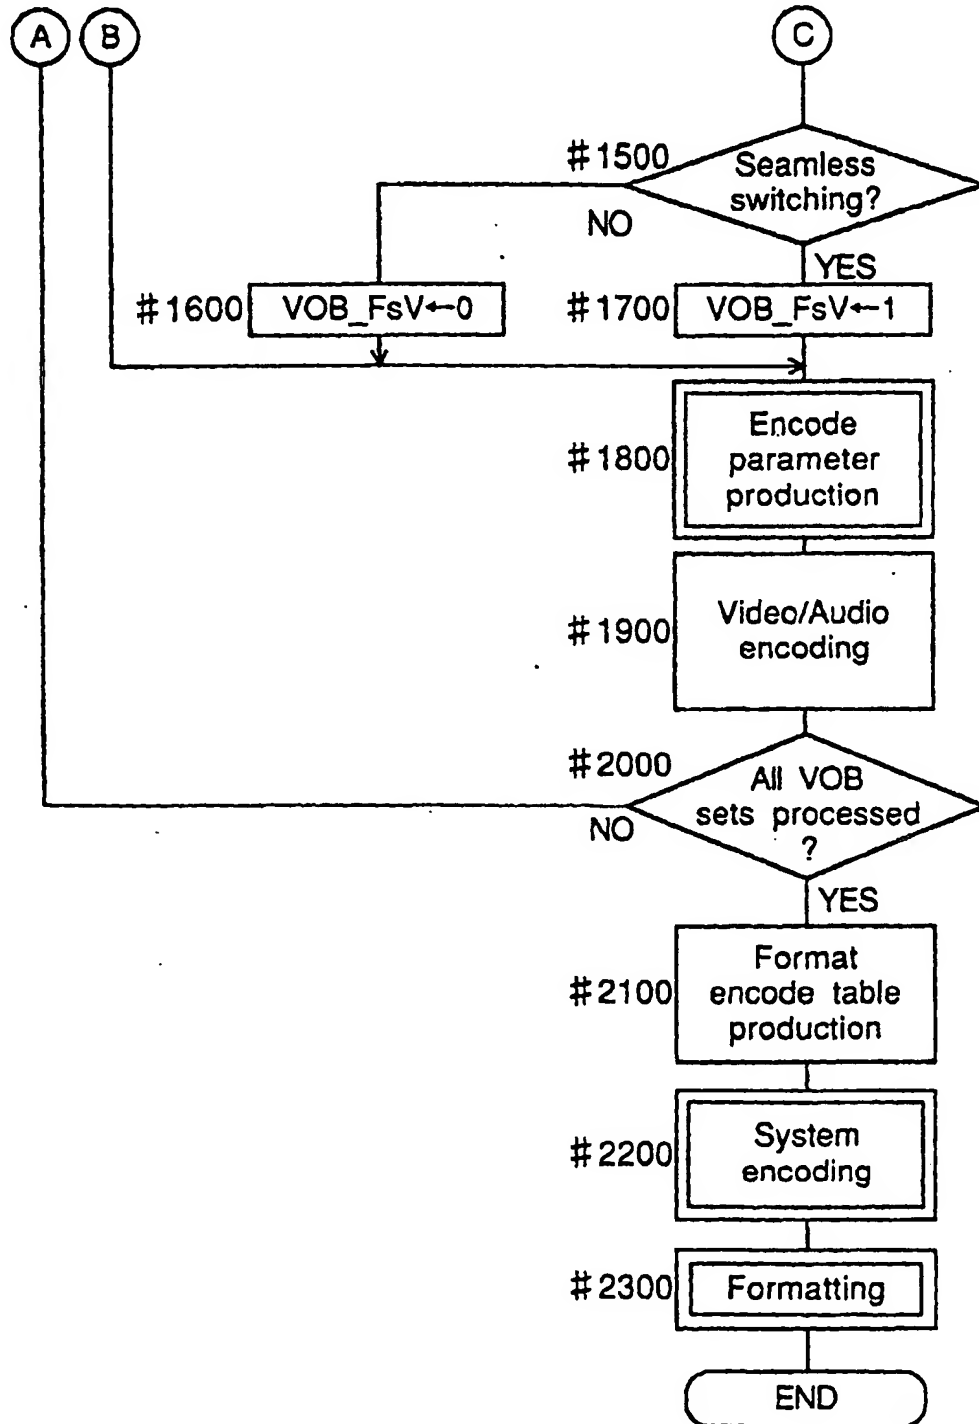 A B C
#1500 Seamless
switching?
NO
YES
#1600 VOB_FsV←0 #1700 VOB_FsV←1
Encode
#1800 parameter
production
#1900 Video/Audio
encoding
#2000 All VOB
sets processed
?
NO
YES
Format
#2100 encode table
production
#2200 System
encoding
#2300 Formatting
END